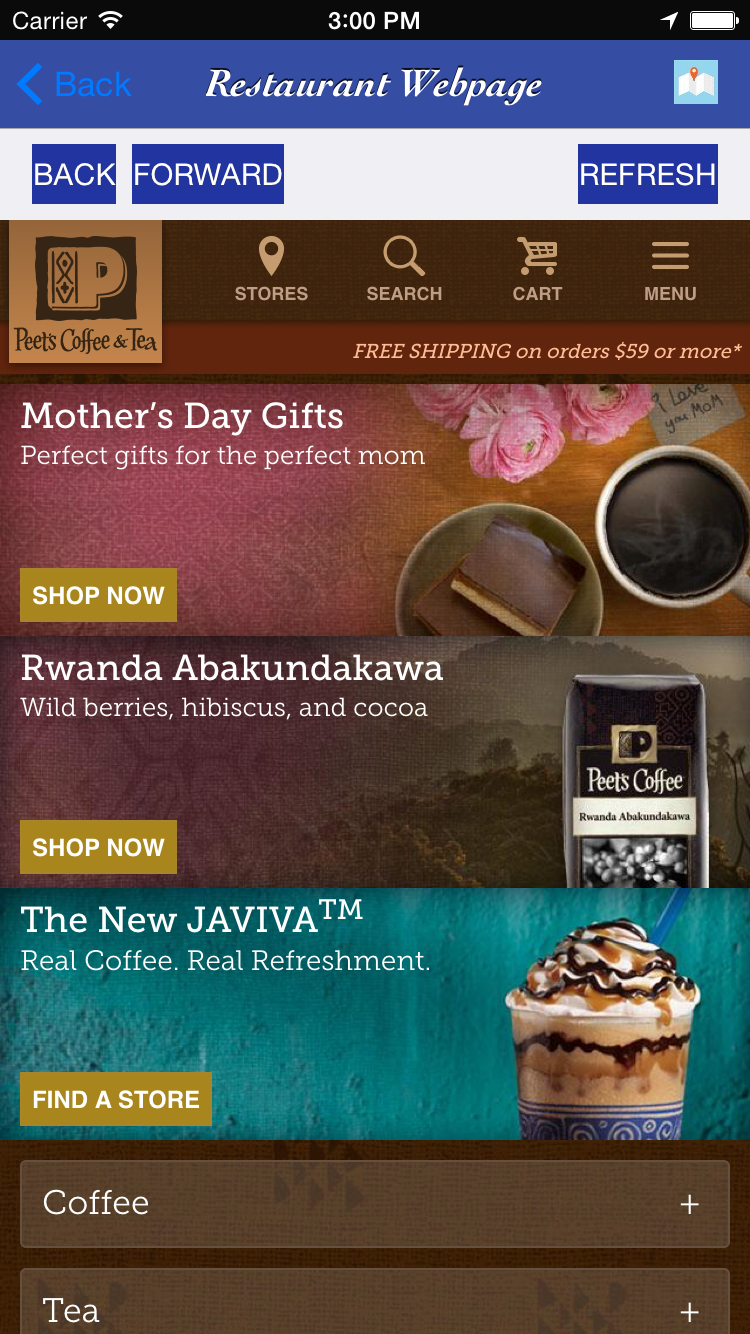 Carrier 3:00 PM
Back Restaurant Webpage
BACK FORWARD REFRESH
P
Peet's Coffee & Tea
STORES SEARCH CART MENU
FREE SHIPPING on orders $59 or more*
Mother's Day Gifts
Perfect gifts for the perfect mom
I Love
you MoM
SHOP NOW
Rwanda Abakundakawa
Wild berries, hibiscus, and cocoa
P
Peet's Coffee
Rwanda Abakundakawa
SHOP NOW
The New JAVIVA™
Real Coffee. Real Refreshment.
FIND A STORE
Coffee +
Tea +